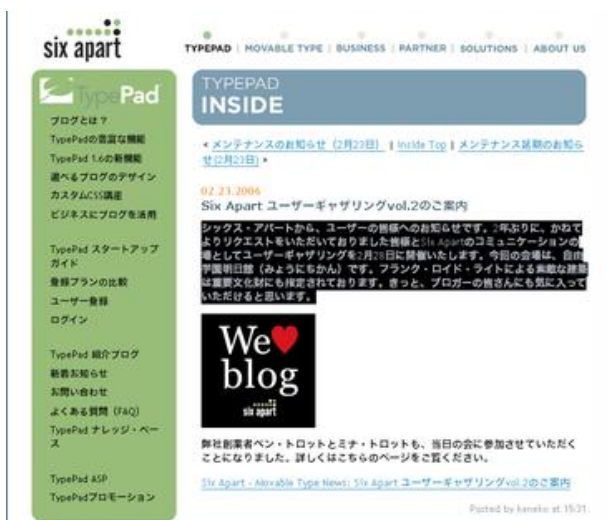 six apart
TYPEPAD | MOVABLE TYPE | BUSINESS | PARTNER | SOLUTIONS | ABOUT US
TypePad
ブログとは？
TypePadの豊富な機能
TypePad 1.6の新機能
選べるブログのデザイン
カスタムCSS講座
ビジネスにブログを活用
TypePad スタートアップ
ガイド
登録プランの比較
ユーザー登録
ログイン
TypePad 紹介ブログ
新着お知らせ
お問い合わせ
よくある質問（FAQ）
TypePad ナレッジ・ベー
ス
TypePad ASP
TypePadプロモーション
TYPEPAD
INSIDE
« メンテナンスのお知らせ（2月23日） | Inside Top | メンテナンス延期のお知ら
せ(2月23日) »
02.23.2006
Six Apart ユーザーギャザリングvol.2のご案内
シックス・アパートから、ユーザーの皆様へのお知らせです。2年ぶりに、かねて
よりリクエストをいただいておりました皆様とSix Apartのコミュニケーションの
場としてユーザーギャザリングを2月28日に開催いたします。今回の会場は、自由
学園明日館（みょうにちかん）です。フランク・ロイド・ライトによる素敵な建築
は重要文化財にも指定されております。きっと、ブロガーの皆さんにも気に入って
いただけると思います。
We♥
blog
six apart
弊社創業者ベン・トロットとミナ・トロットも、当日の会に参加させていただく
ことになりました。詳しくはこちらのページをご覧ください。
Six Apart - Movable Type News: Six Apart ユーザーギャザリングvol.2のご案内
Posted by kaneko at 15:31